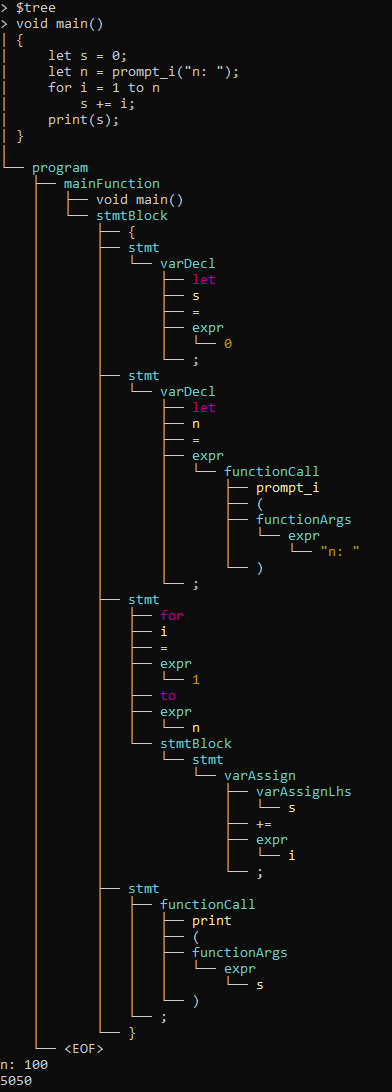 > $tree
> void main()
| {
|     let s = 0;
|     let n = prompt_i("n: ");
|     for i = 1 to n
|         s += i;
|     print(s);
| }
|
└── program
    ├── mainFunction
    │   ├── void main()
    │   └── stmtBlock
    │       ├── {
    │       ├── stmt
    │       │   └── varDecl
    │       │       ├── let
    │       │       ├── s
    │       │       ├── =
    │       │       ├── expr
    │       │       │   └── 0
    │       │       └── ;
    │       ├── stmt
    │       │   └── varDecl
    │       │       ├── let
    │       │       ├── n
    │       │       ├── =
    │       │       ├── expr
    │       │       │   └── functionCall
    │       │       │       ├── prompt_i
    │       │       │       ├── (
    │       │       │       ├── functionArgs
    │       │       │       │   └── expr
    │       │       │       │       └── "n: "
    │       │       │       └── )
    │       │       └── ;
    │       ├── stmt
    │       │   ├── for
    │       │   ├── i
    │       │   ├── =
    │       │   ├── expr
    │       │   │   └── 1
    │       │   ├── to
    │       │   ├── expr
    │       │   │   └── n
    │       │   └── stmtBlock
    │       │       └── stmt
    │       │           └── varAssign
    │       │               ├── varAssignLhs
    │       │               │   └── s
    │       │               ├── +=
    │       │               ├── expr
    │       │               │   └── i
    │       │               └── ;
    │       ├── stmt
    │       │   ├── functionCall
    │       │   │   ├── print
    │       │   │   ├── (
    │       │   │   ├── functionArgs
    │       │   │   │   └── expr
    │       │   │   │       └── s
    │       │   │   └── )
    │       │   └── ;
    │       └── }
    └── <EOF>
n: 100
5050